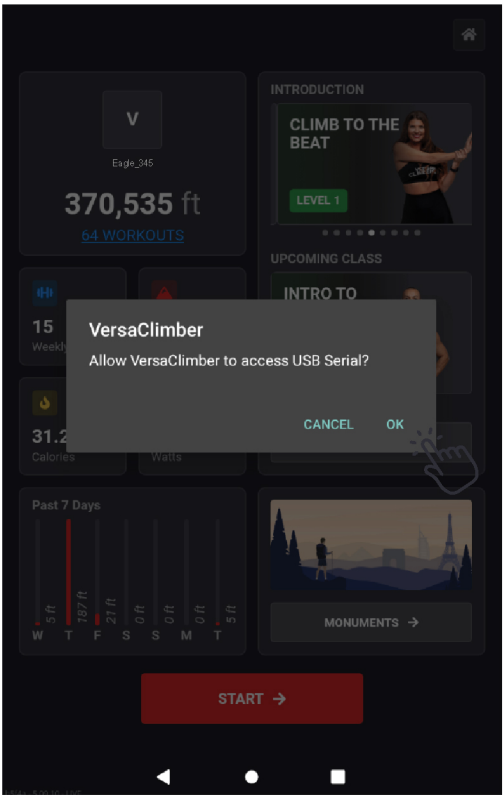 V
Eagle_345
370,535 ft
64 WORKOUTS
INTRODUCTION
CLIMB TO THE
BEAT
LEVEL 1
UPCOMING CLASS
INTRO TO
15
Weekly
VersaClimber
Allow VersaClimber to access USB Serial?
CANCEL
OK
31.2
Calories
Watts
Past 7 Days
5 ft
187 ft
21 ft
0 ft
0 ft
0 ft
5 ft
W T F S S M T
MONUMENTS →
START →